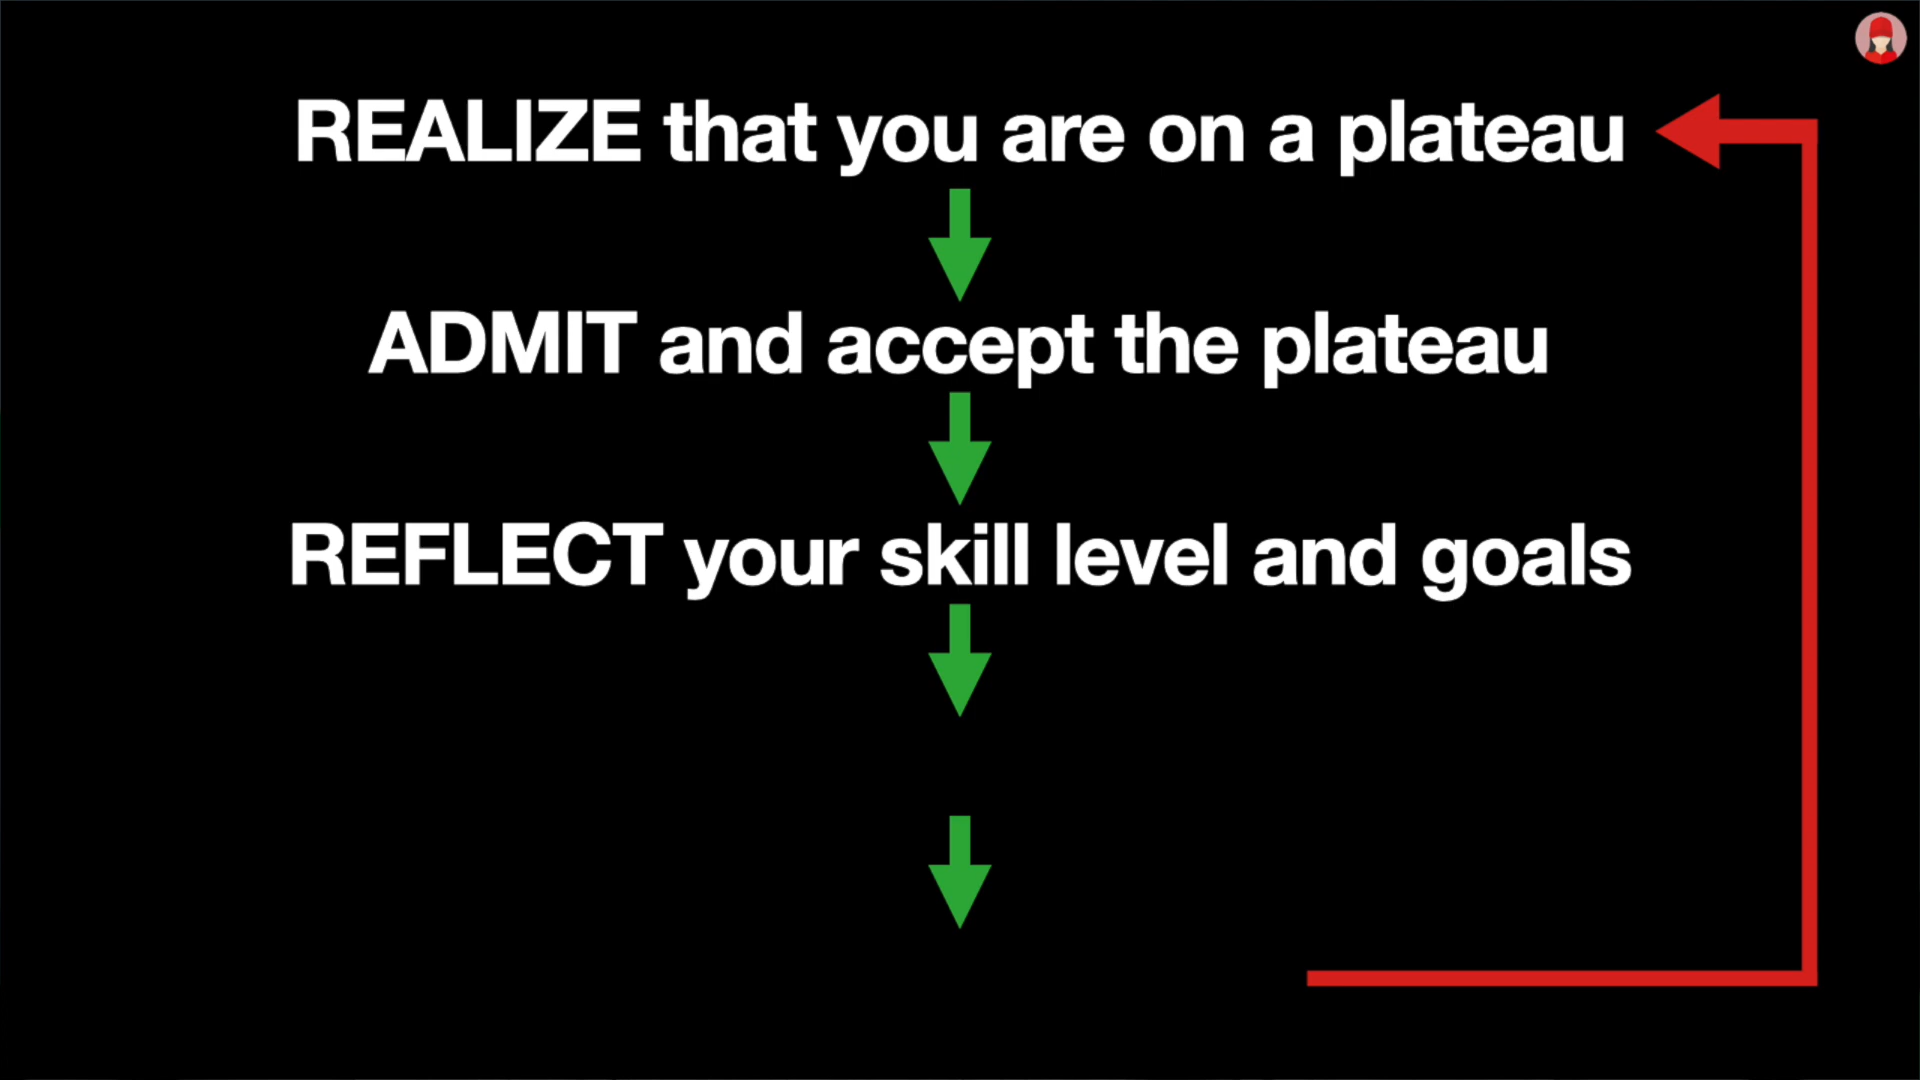 REALIZE that you are on a plateau
ADMIT and accept the plateau
REFLECT your skill level and goals